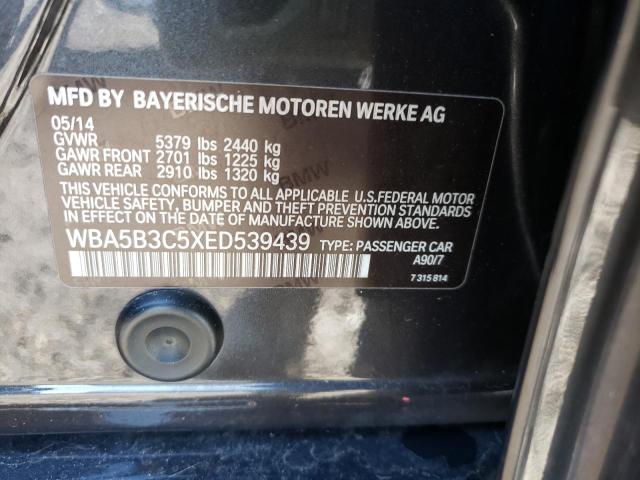 MFD BY BAYERISCHE MOTOREN WERKE AG
05/14
GVWR 5379 lbs 2440 kg
GAWR FRONT 2701 lbs 1225 kg
GAWR REAR 2910 lbs 1320 kg
THIS VEHICLE CONFORMS TO ALL APPLICABLE U.S.FEDERAL MOTOR
VEHICLE SAFETY, BUMPER AND THEFT PREVENTION STANDARDS
IN EFFECT ON THE DATE OF MANUFACTURE SHOWN ABOVE.
WBA5B3C5XED539439 TYPE: PASSENGER CAR
A90/7
7 315 814